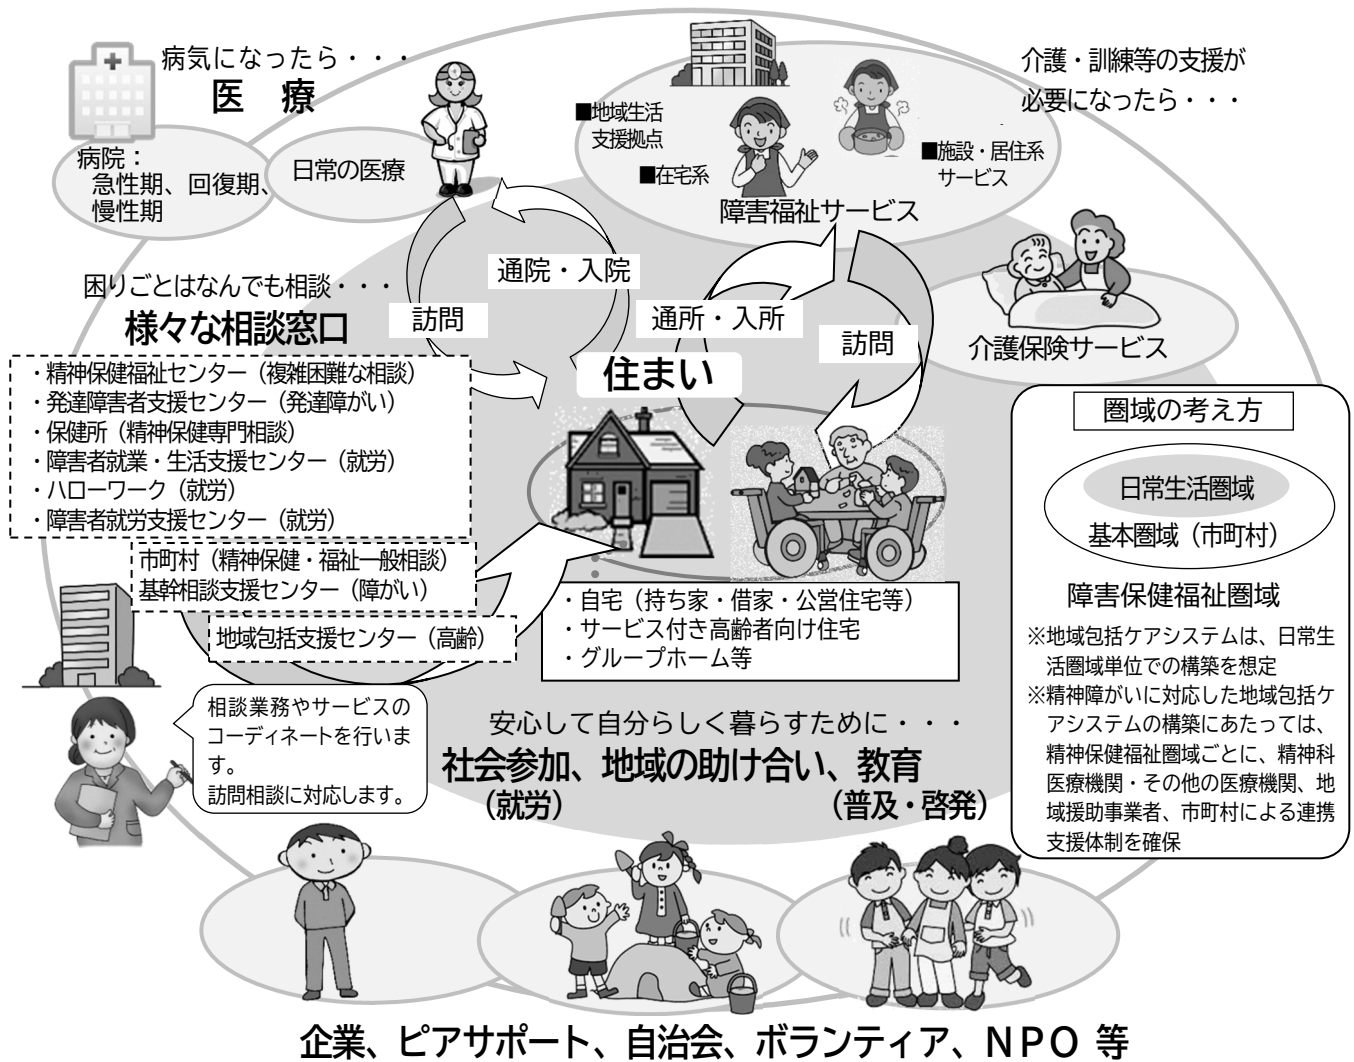 病気になったら・・・
医　療
病院：
急性期、回復期、
慢性期
日常の医療
介護・訓練等の支援が
必要になったら・・・
■地域生活
支援拠点
■在宅系
■施設・居住系
サービス
障害福祉サービス
介護保険サービス
通院・入院
訪問
通所・入所
訪問
困りごとはなんでも相談・・・
様々な相談窓口
・精神保健福祉センター（複雑困難な相談）
・発達障害者支援センター（発達障がい）
・保健所（精神保健専門相談）
・障害者就業・生活支援センター（就労）
・ハローワーク（就労）
・障害者就労支援センター（就労）
市町村（精神保健・福祉一般相談）
基幹相談支援センター（障がい）
地域包括支援センター（高齢）
相談業務やサービスの
コーディネートを行いま
す。
訪問相談に対応します。
住まい
・自宅（持ち家・借家・公営住宅等）
・サービス付き高齢者向け住宅
・グループホーム等
圏域の考え方
日常生活圏域
基本圏域（市町村）
障害保健福祉圏域
※地域包括ケアシステムは、日常生
活圏域単位での構築を想定
※精神障がいに対応した地域包括ケ
アシステムの構築にあたっては、
精神保健福祉圏域ごとに、精神科
医療機関・その他の医療機関、地
域援助事業者、市町村による連携
支援体制を確保
安心して自分らしく暮らすために・・・
社会参加、地域の助け合い、教育
（就労）
（普及・啓発）
企業、ピアサポート、自治会、ボランティア、ＮＰＯ 等